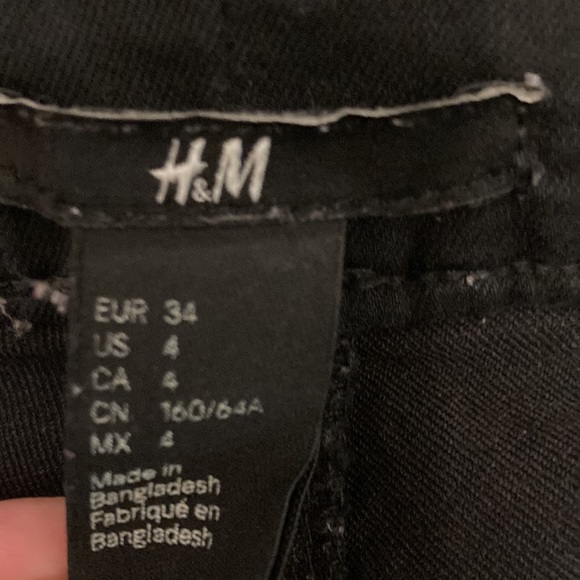 H&M
EUR 34
US 4
CA 4
CN 160/64A
MX 4
Made in
Bangladesh
Fabriqué en
Bangladesh